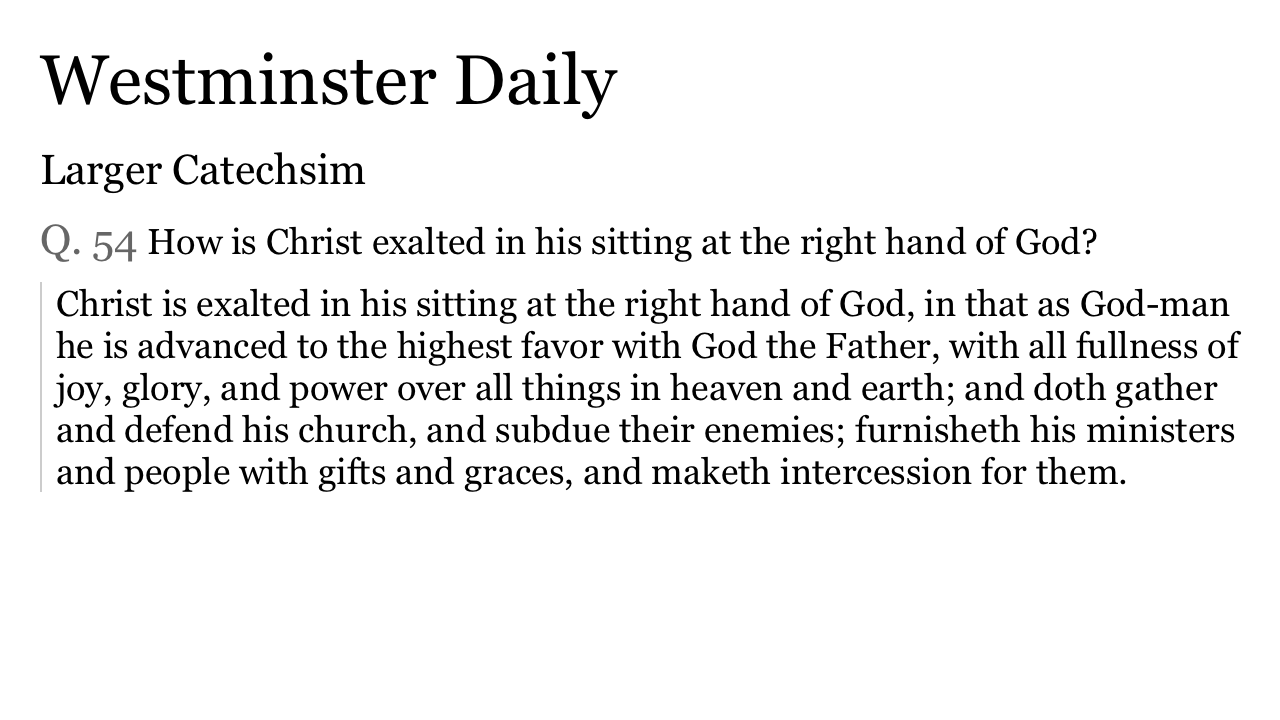 Westminster Daily
Larger Catechsim
Q. 54 How is Christ exalted in his sitting at the right hand of God?
Christ is exalted in his sitting at the right hand of God, in that as God-man
he is advanced to the highest favor with God the Father, with all fullness of
joy, glory, and power over all things in heaven and earth; and doth gather
and defend his church, and subdue their enemies; furnisheth his ministers
and people with gifts and graces, and maketh intercession for them.